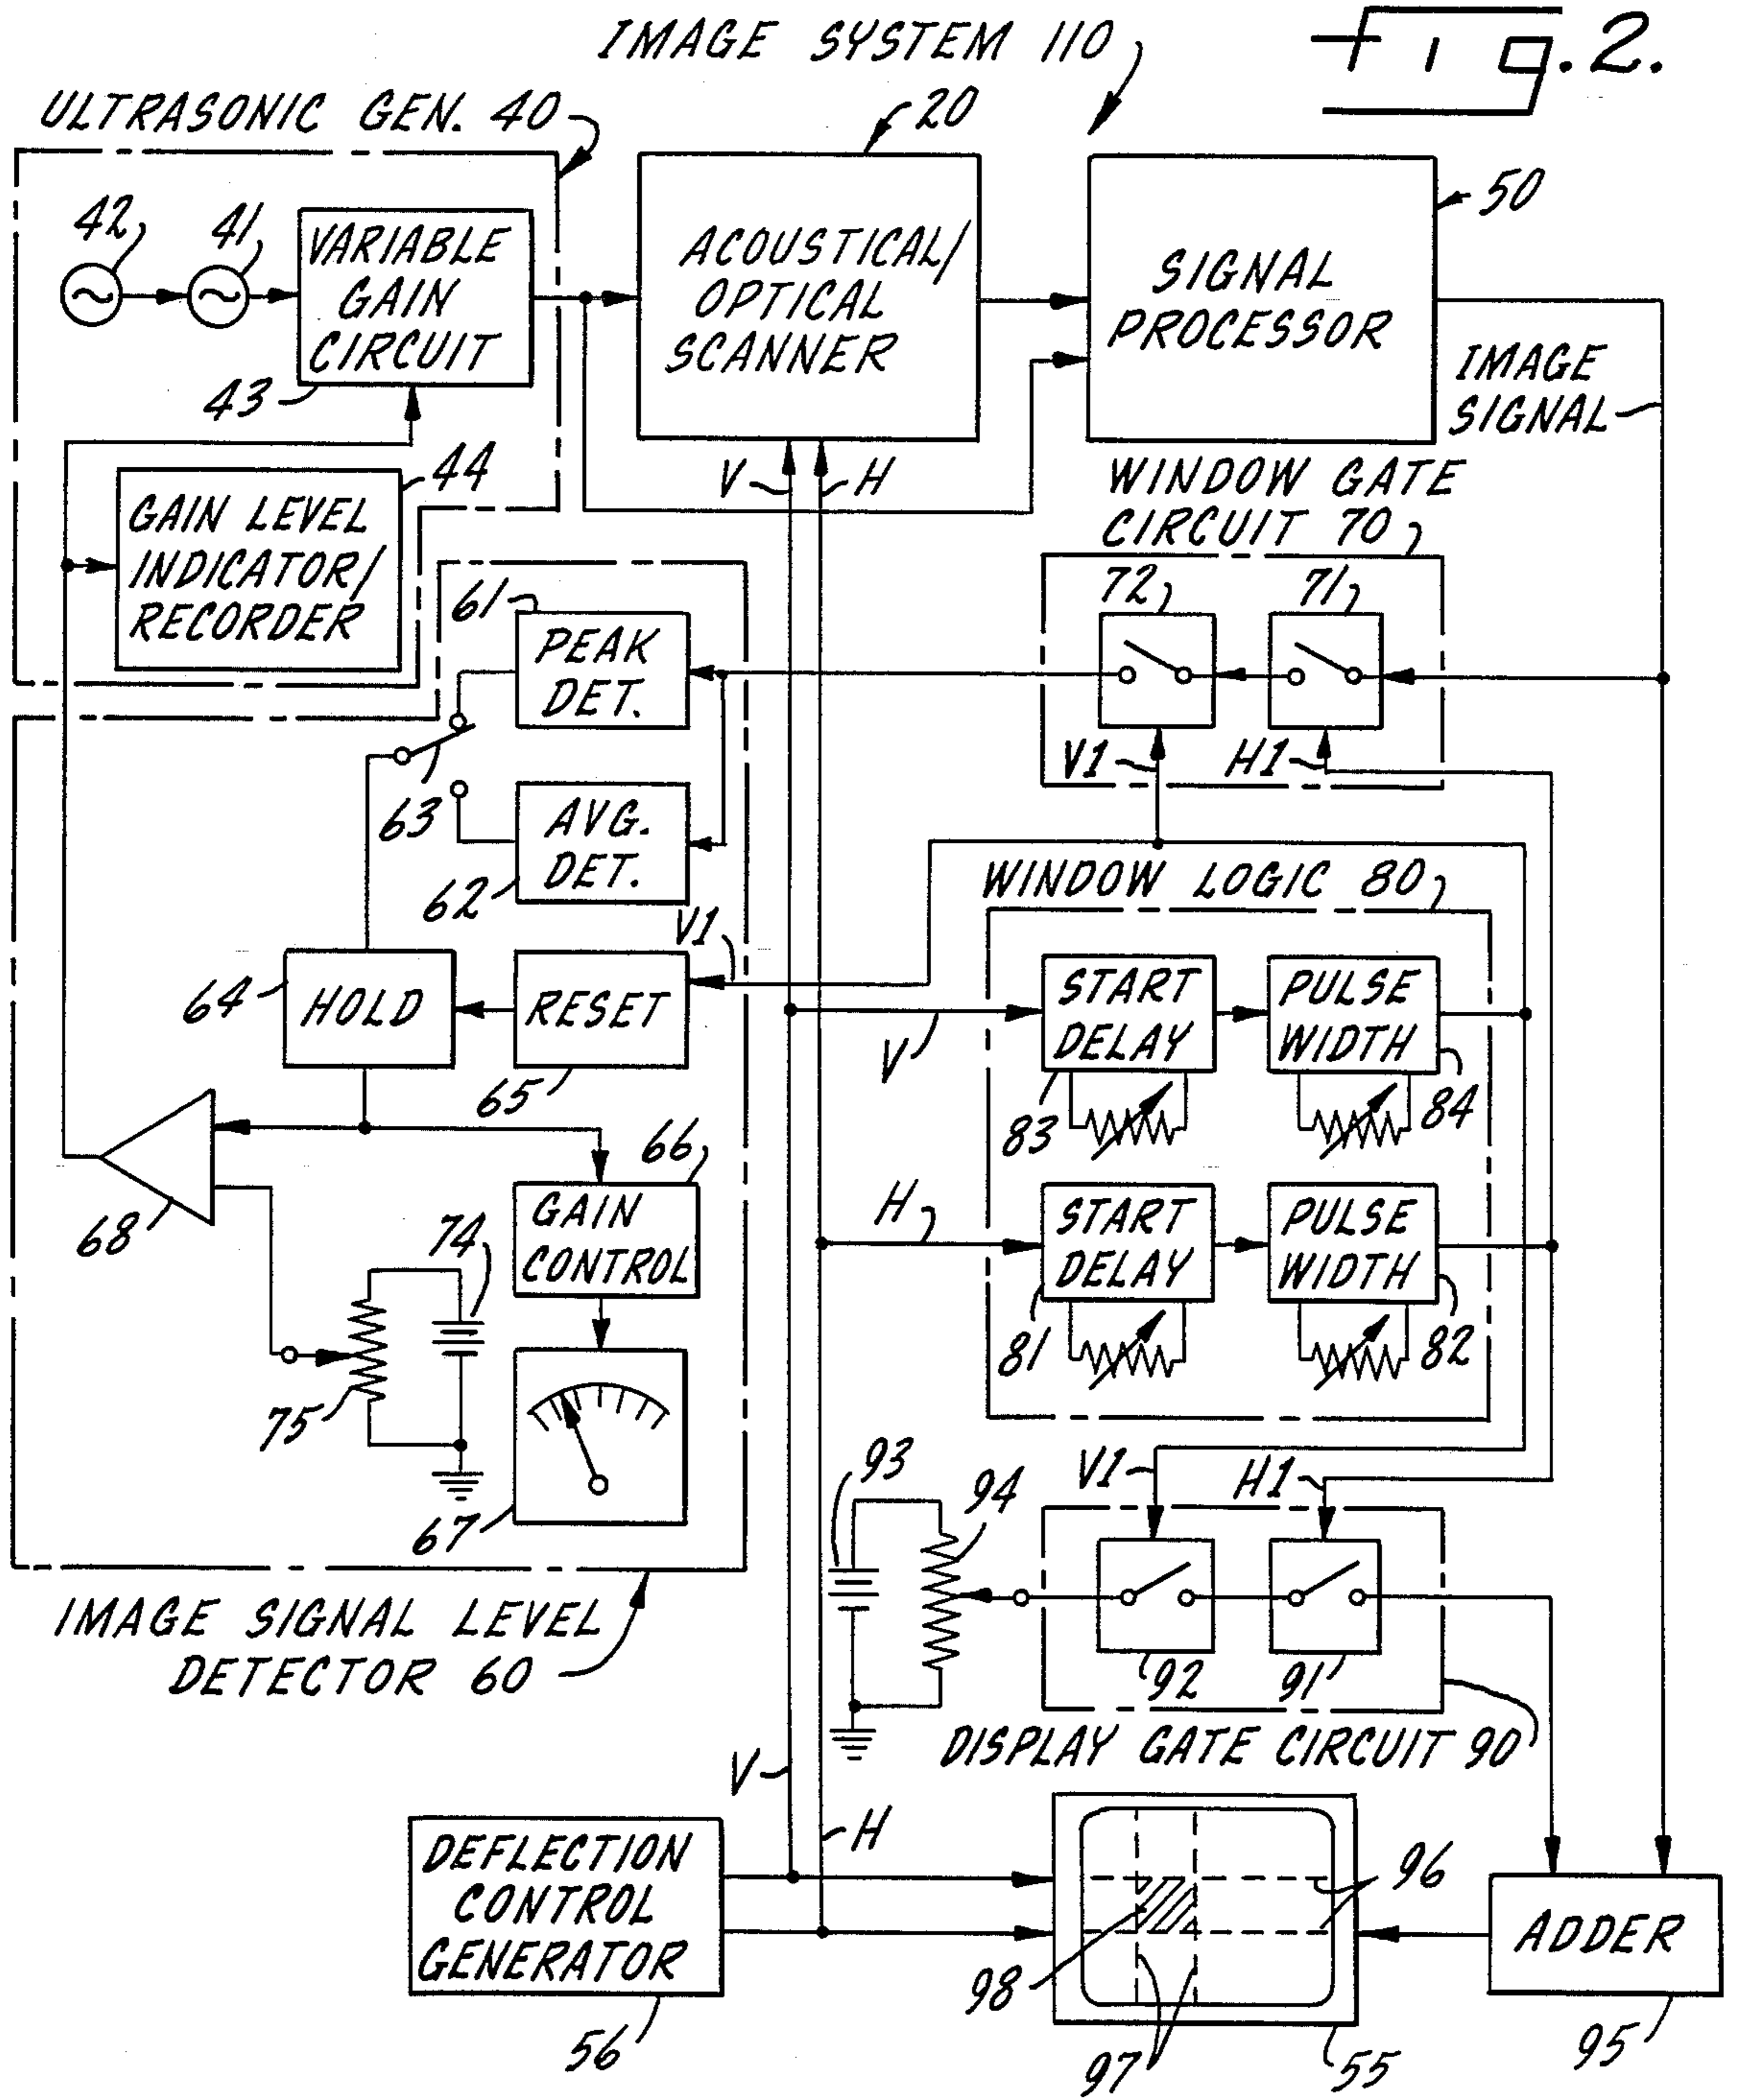 IMAGE SYSTEM 110
Fig. 2.
ULTRASONIC GEN. 40
20
50
42
41
VARIABLE
GAIN
CIRCUIT
43
ACOUSTICAL/
OPTICAL
SCANNER
SIGNAL
PROCESSOR
IMAGE
SIGNAL
44
GAIN LEVEL
INDICATOR/
RECORDER
V
H
WINDOW GATE
CIRCUIT 70
72
71
61
PEAK
DET.
V1
H1
63
AVG.
DET.
62
WINDOW LOGIC 80
V1
64
HOLD
RESET
65
V
START
DELAY
83
PULSE
WIDTH
84
66
68
GAIN
CONTROL
74
75
67
H
START
DELAY
81
PULSE
WIDTH
82
93
94
V1
H1
92
91
IMAGE SIGNAL LEVEL
DETECTOR 60
DISPLAY GATE CIRCUIT 90
V
H
DEFLECTION
CONTROL
GENERATOR
56
96
98
97
55
ADDER
95